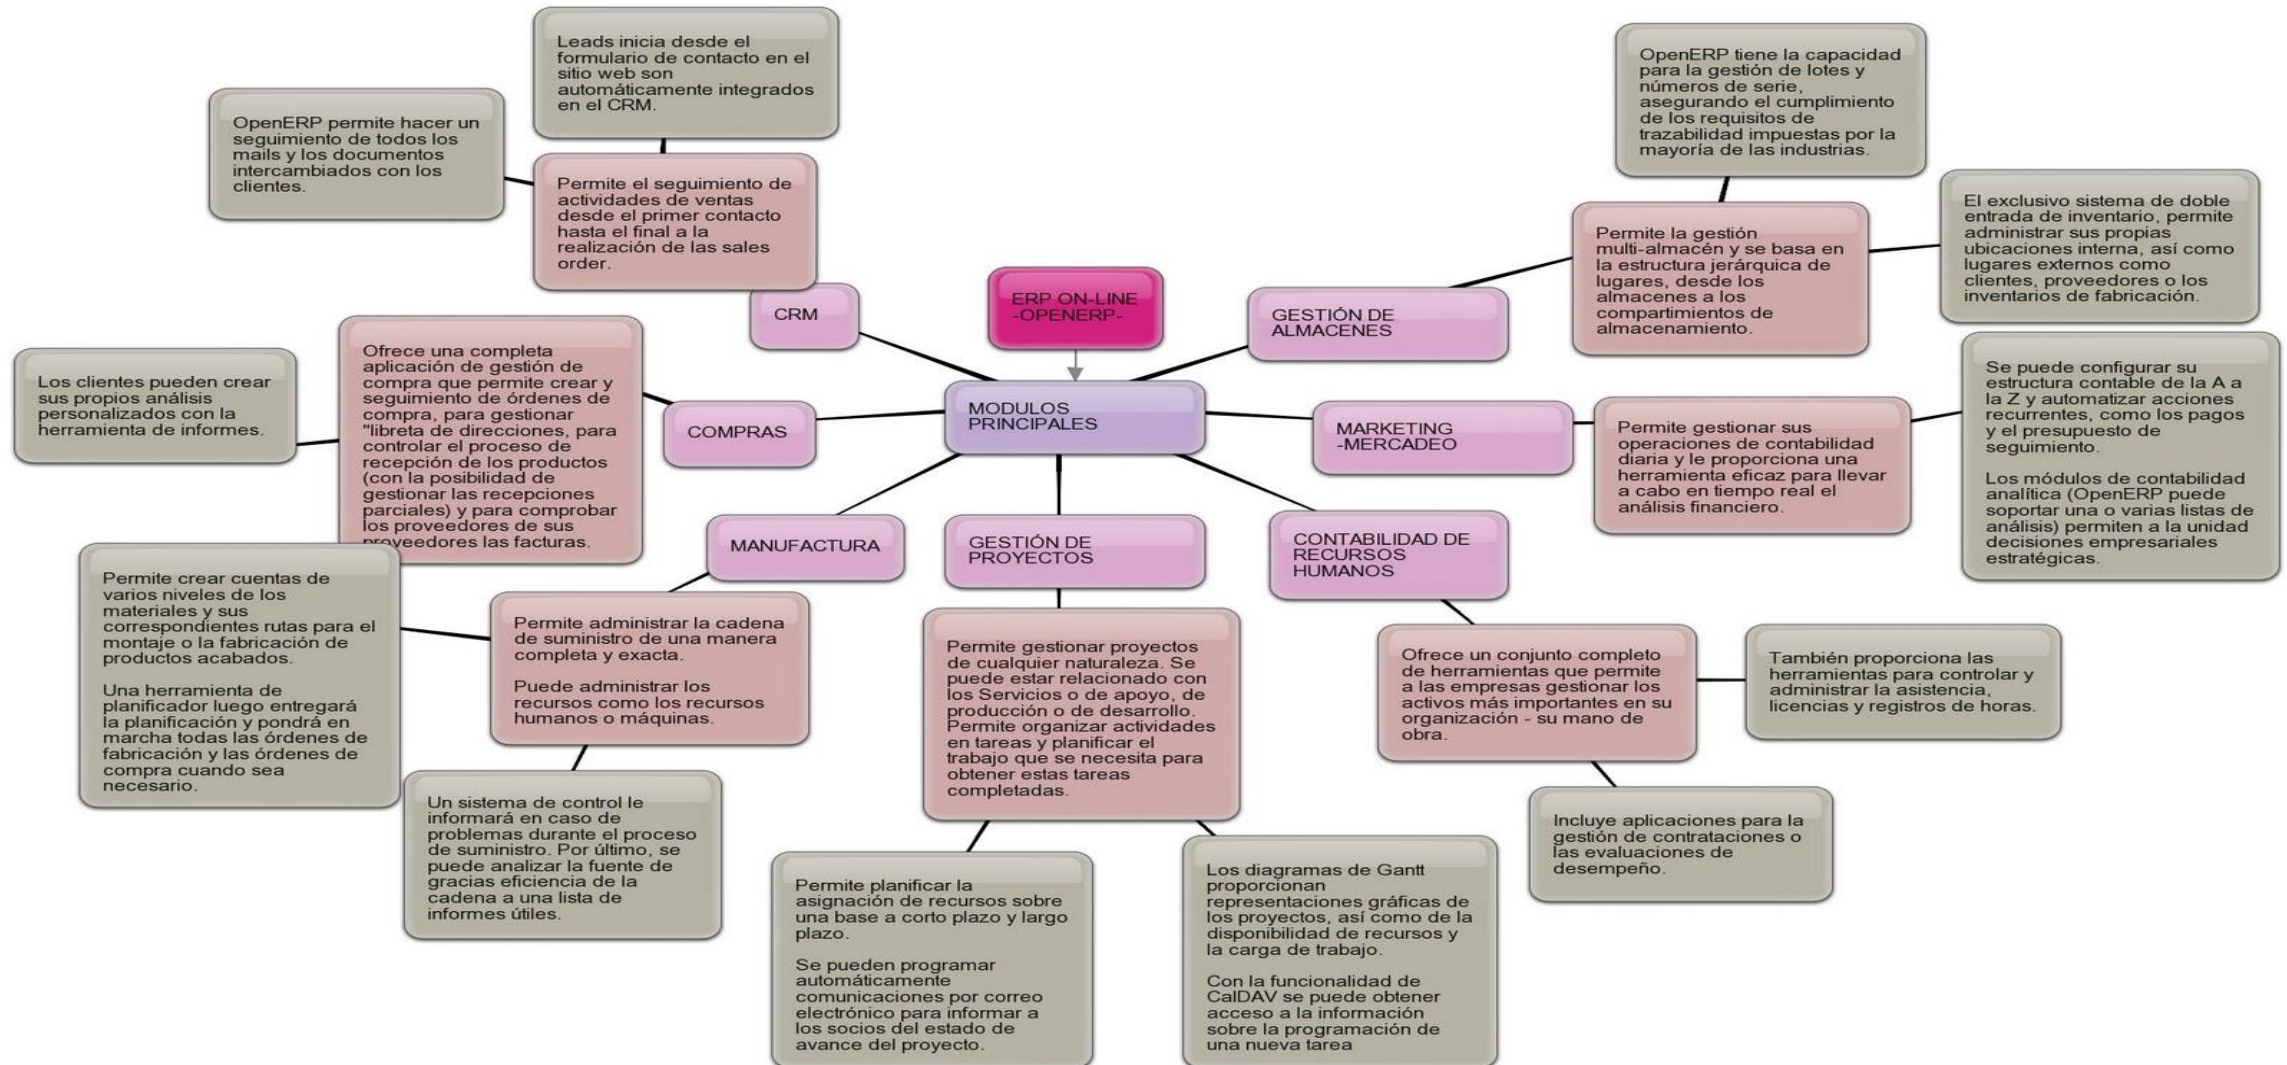 Leads inicia desde el
formulario de contacto en el
sitio web son
automáticamente integrados
en el CRM.
OpenERP permite hacer un
seguimiento de todos los
mails y los documentos
intercambiados con los
clientes.
Permite el seguimiento de
actividades de ventas
desde el primer contacto
hasta el final a la
realización de las sales
order.
CRM
ERP ON-LINE
-OPENERP-
MODULOS
PRINCIPALES
GESTIÓN DE
ALMACENES
Permite la gestión
multi-almacén y se basa en
la estructura jerárquica de
lugares, desde los
almacenes a los
compartimientos de
almacenamiento.
OpenERP tiene la capacidad
para la gestión de lotes y
números de serie,
asegurando el cumplimiento
de los requisitos de
trazabilidad impuestas por la
mayoría de las industrias.
El exclusivo sistema de doble
entrada de inventario, permite
administrar sus propias
ubicaciones interna, así como
lugares externos como
clientes, proveedores o los
inventarios de fabricación.
Los clientes pueden crear
sus propios análisis
personalizados con la
herramienta de informes.
Ofrece una completa
aplicación de gestión de
compra que permite crear y
seguimiento de órdenes de
compra, para gestionar
"libreta de direcciones, para
controlar el proceso de
recepción de los productos
(con la posibilidad de
gestionar las recepciones
parciales) y para comprobar
los proveedores de sus
proveedores las facturas.
COMPRAS
MARKETING
-MERCADEO
Permite gestionar sus
operaciones de contabilidad
diaria y le proporciona una
herramienta eficaz para llevar
a cabo en tiempo real el
análisis financiero.
Se puede configurar su
estructura contable de la A a
la Z y automatizar acciones
recurrentes, como los pagos
y el presupuesto de
seguimiento.
Los módulos de contabilidad
analítica (OpenERP puede
soportar una o varias listas de
análisis) permiten a la unidad
decisiones empresariales
estratégicas.
MANUFACTURA
Permite administrar la cadena
de suministro de una manera
completa y exacta.
Puede administrar los
recursos como los recursos
humanos o máquinas.
Permite crear cuentas de
varios niveles de los
materiales y sus
correspondientes rutas para el
montaje o la fabricación de
productos acabados.
Una herramienta de
planificador luego entregará
la planificación y pondrá en
marcha todas las órdenes de
fabricación y las órdenes de
compra cuando sea
necesario.
Un sistema de control le
informará en caso de
problemas durante el proceso
de suministro. Por último, se
puede analizar la fuente de
gracias eficiencia de la
cadena a una lista de
informes útiles.
GESTIÓN DE
PROYECTOS
Permite gestionar proyectos
de cualquier naturaleza. Se
puede estar relacionado con
los Servicios o de apoyo, de
producción o de desarrollo.
Permite organizar actividades
en tareas y planificar el
trabajo que se necesita para
obtener estas tareas
completadas.
Permite planificar la
asignación de recursos sobre
una base a corto plazo y largo
plazo.
Se pueden programar
automáticamente
comunicaciones por correo
electrónico para informar a
los socios del estado de
avance del proyecto.
Los diagramas de Gantt
proporcionan
representaciones gráficas de
los proyectos, así como de la
disponibilidad de recursos y
la carga de trabajo.
Con la funcionalidad de
CalDAV se puede obtener
acceso a la información
sobre la programación de
una nueva tarea
CONTABILIDAD DE
RECURSOS
HUMANOS
Ofrece un conjunto completo
de herramientas que permite
a las empresas gestionar los
activos más importantes en su
organización - su mano de
obra.
También proporciona las
herramientas para controlar y
administrar la asistencia,
licencias y registros de horas.
Incluye aplicaciones para la
gestión de contrataciones o
las evaluaciones de
desempeño.